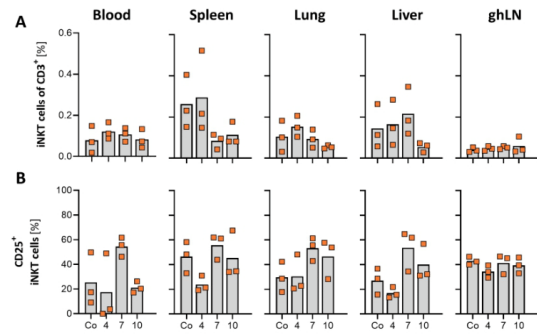 Blood Spleen Lung Liver ghLN
A
iNKT cells of CD3⁺ [%]
0.6
0.4
0.2
0.0
B
CD25⁺
iNKT cells [%]
100
80
60
40
20
0
Co 4 7 10 Co 4 7 10 Co 4 7 10 Co 4 7 10 Co 4 7 10